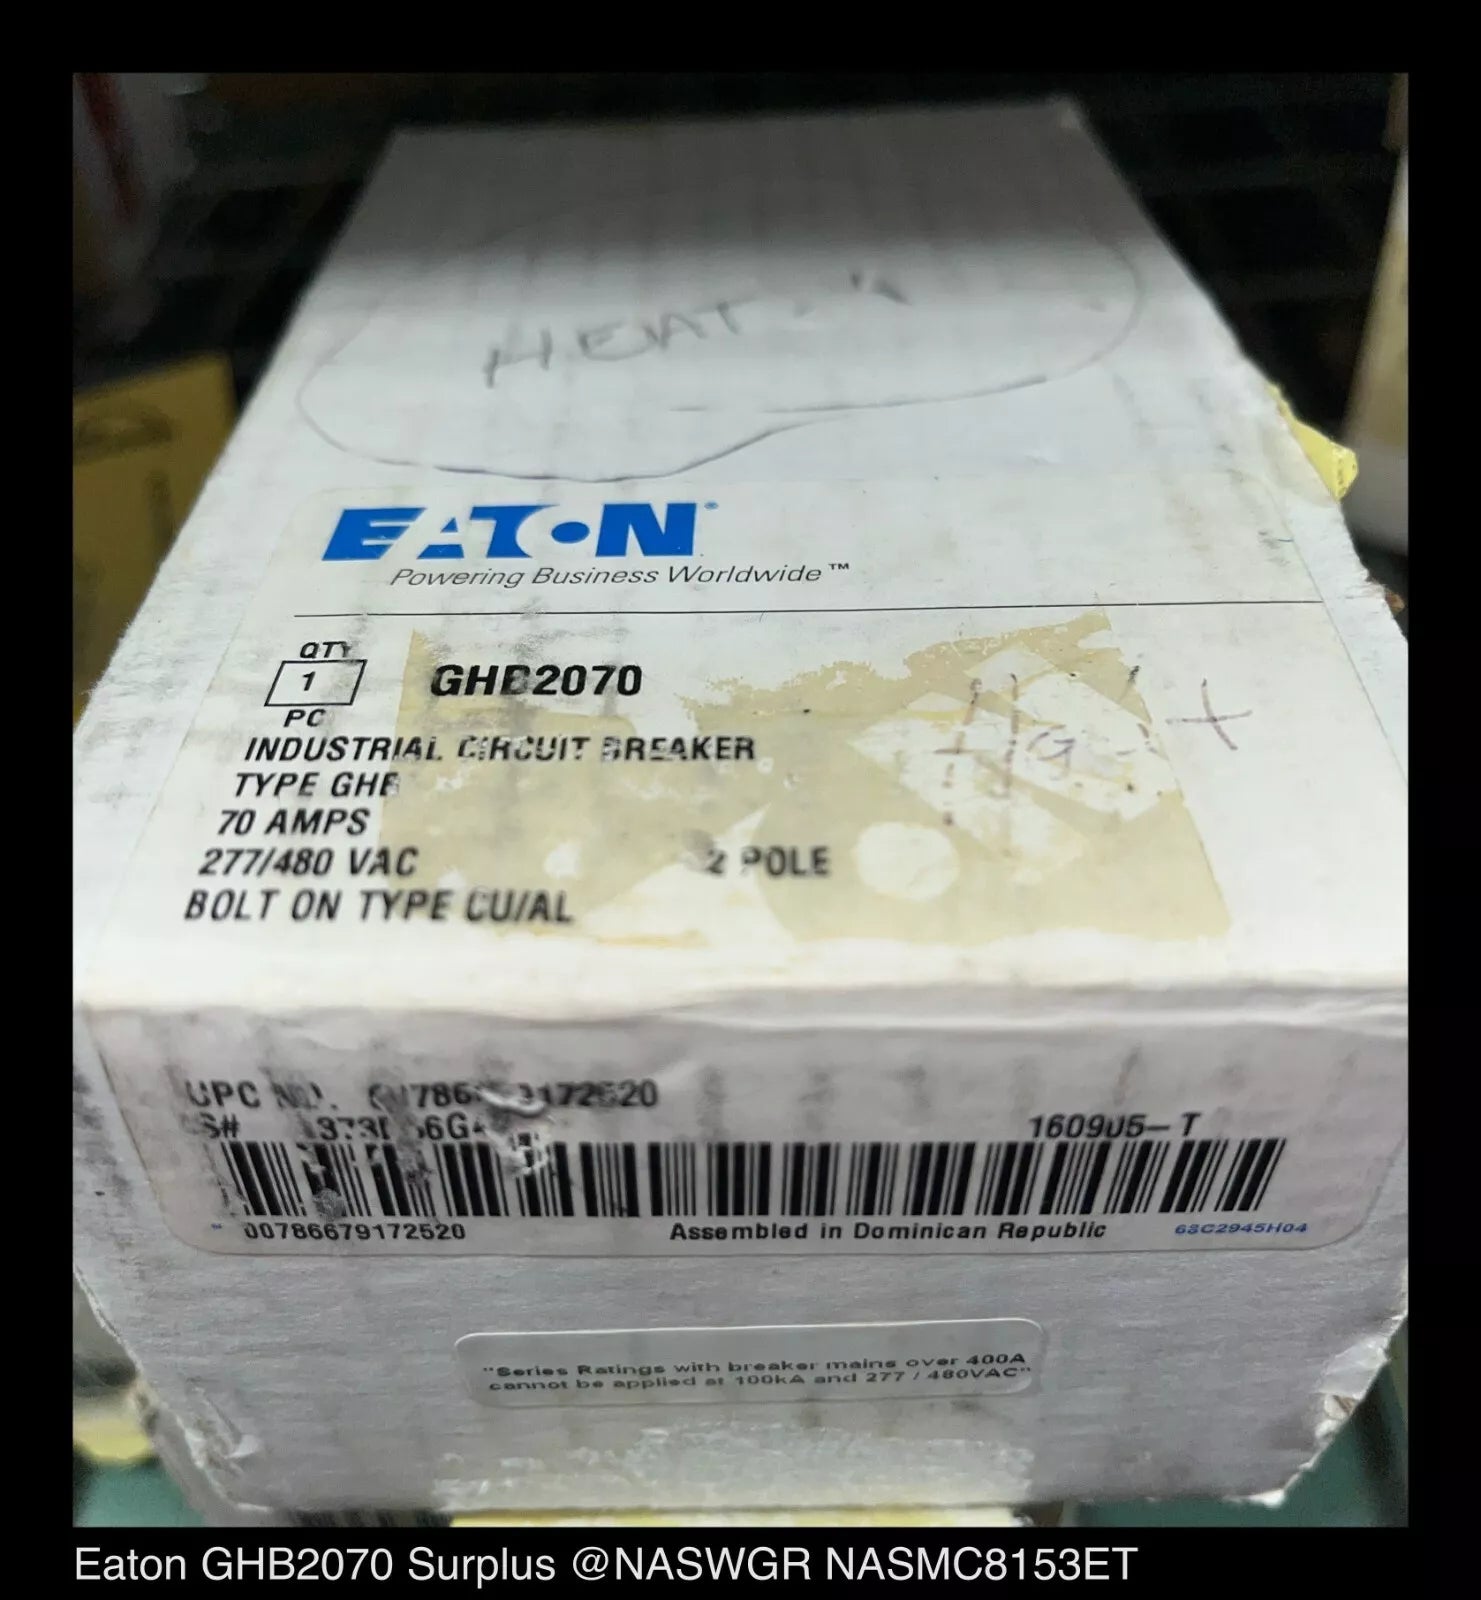 HEAT
EATON
Powering Business Worldwide™
QTY
1
PC
GHB2070
INDUSTRIAL CIRCUIT BREAKER
TYPE GHB
70 AMPS
277/480 VAC 2 POLE
BOLT ON TYPE CU/AL
UPC NO.
S# 160905-T
00786679172520 Assembled in Dominican Republic 68C2945H04
"Series Ratings with breaker mains over 400A
cannot be applied at 100kA and 277 / 480VAC"
Eaton GHB2070 Surplus @NASWGR NASMC8153ET